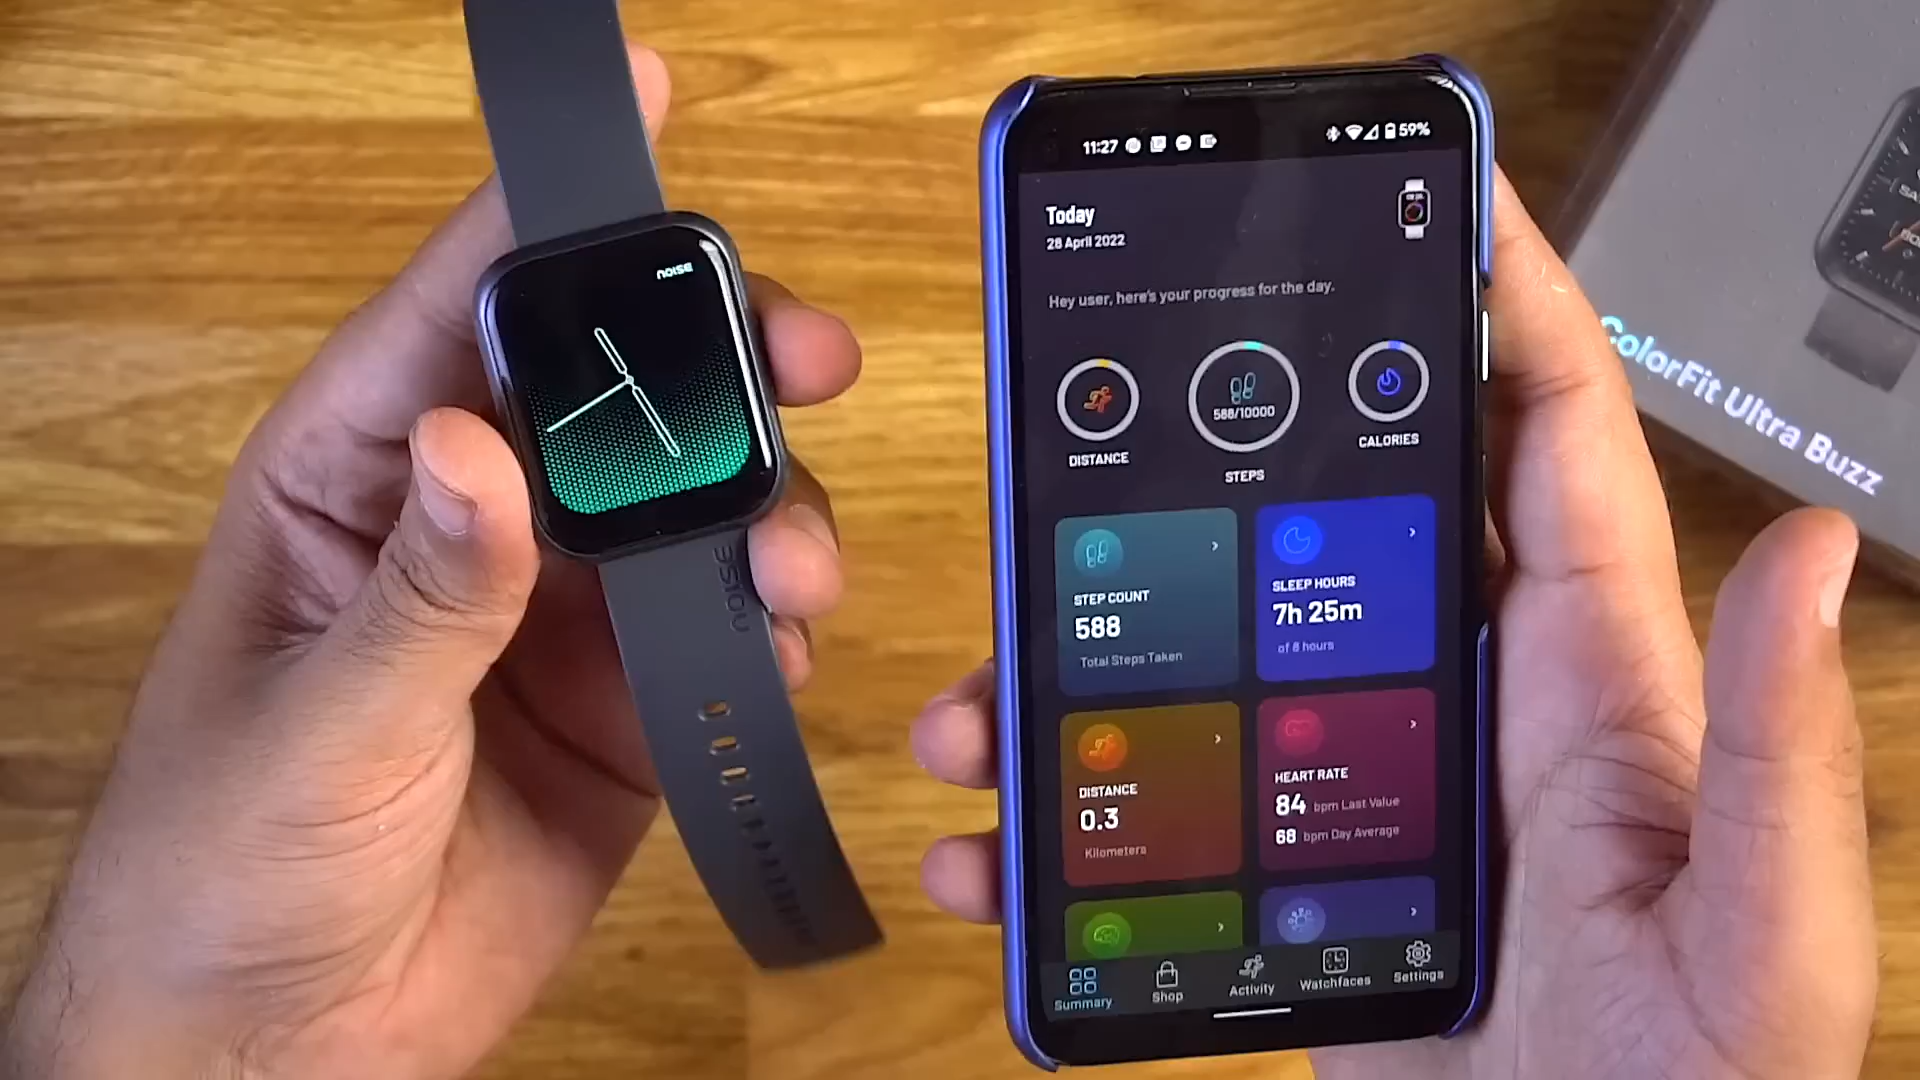 noise
noise
11:27
59%
Today
28 April 2022
Hey user, here's your progress for the day.
DISTANCE
588/10000
STEPS
CALORIES
STEP COUNT
588
Total Steps Taken
SLEEP HOURS
7h 25m
of 8 hours
DISTANCE
0.3
Kilometers
HEART RATE
84 bpm Last Value
68 bpm Day Average
Summary
Shop
Activity
Watchfaces
Settings
ColorFit Ultra Buzz